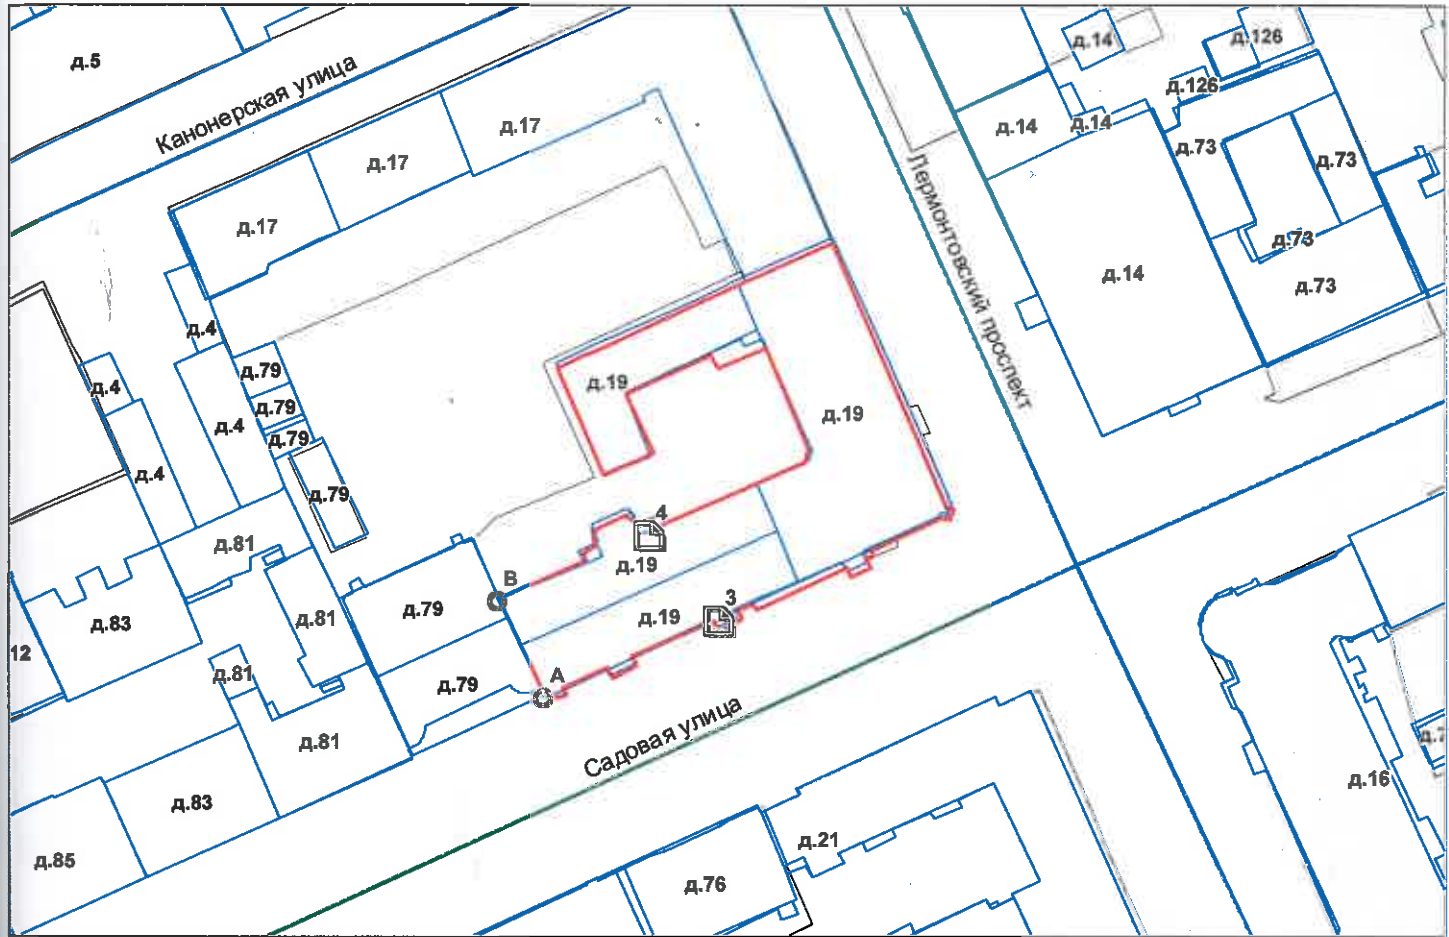 д.5
Канонерская улица
д.17
д.17
д.17
д.14
д.126
д.126
д.14
д.14
д.73
д.73
д.73
д.73
д.14
Лермонтовский проспект
д.4
д.79
д.4
д.79
д.4
д.79
д.4
д.79
д.19
д.19
4
д.19
д.81
B
д.79
3
д.19
д.83
д.81
12
д.81
д.79
A
д.81
Садовая улица
д.83
д.85
д.76
д.21
д.16